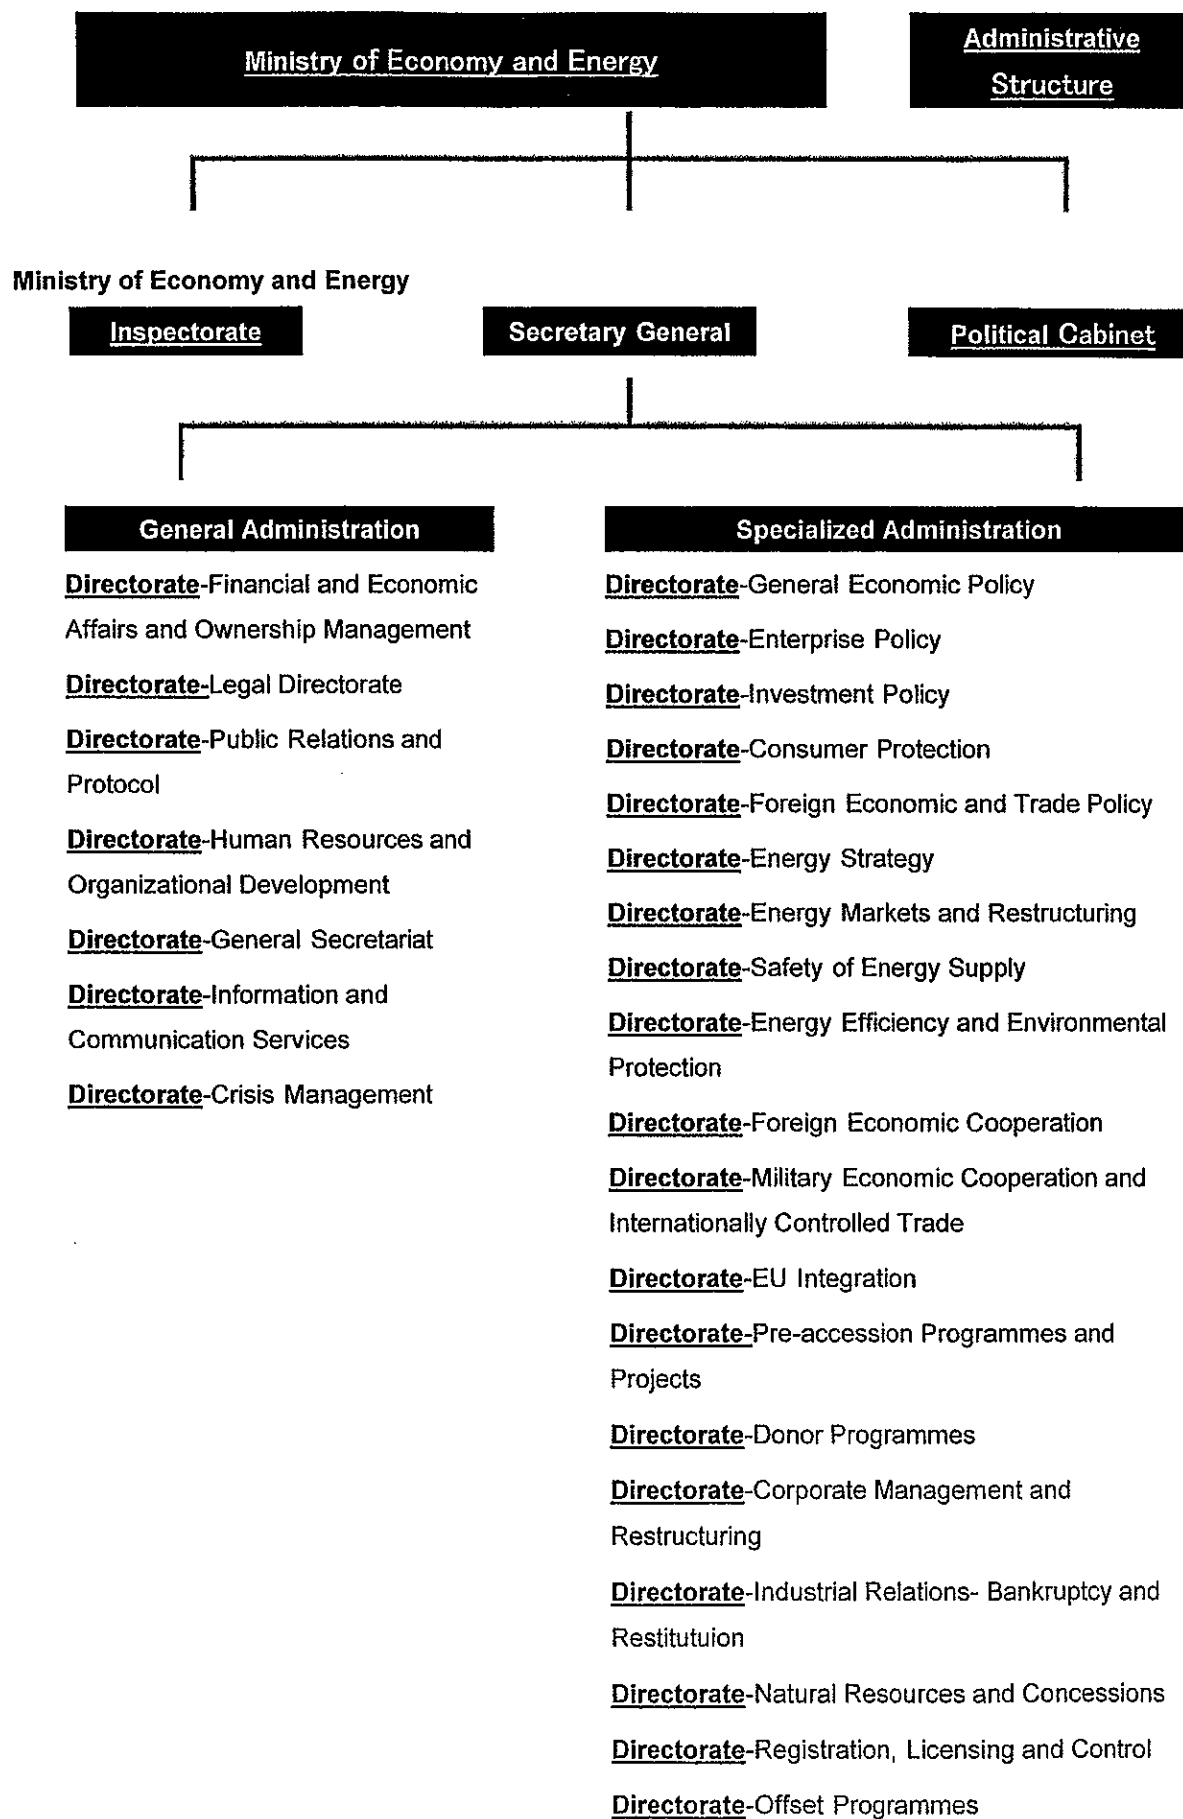 Ministry of Economy and Energy
Administrative
Structure
Ministry of Economy and Energy
Inspectorate
Secretary General
Political Cabinet
General Administration
Directorate-Financial and Economic
Affairs and Ownership Management
Directorate-Legal Directorate
Directorate-Public Relations and
Protocol
Directorate-Human Resources and
Organizational Development
Directorate-General Secretariat
Directorate-Information and
Communication Services
Directorate-Crisis Management
Specialized Administration
Directorate-General Economic Policy
Directorate-Enterprise Policy
Directorate-Investment Policy
Directorate-Consumer Protection
Directorate-Foreign Economic and Trade Policy
Directorate-Energy Strategy
Directorate-Energy Markets and Restructuring
Directorate-Safety of Energy Supply
Directorate-Energy Efficiency and Environmental
Protection
Directorate-Foreign Economic Cooperation
Directorate-Military Economic Cooperation and
Internationally Controlled Trade
Directorate-EU Integration
Directorate-Pre-accession Programmes and
Projects
Directorate-Donor Programmes
Directorate-Corporate Management and
Restructuring
Directorate-Industrial Relations- Bankruptcy and
Restitutuion
Directorate-Natural Resources and Concessions
Directorate-Registration, Licensing and Control
Directorate-Offset Programmes